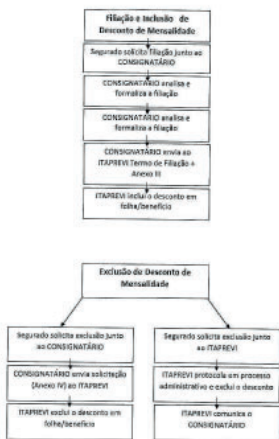 Filiação e Inclusão de
Desconto de Mensalidade
Segurado solicita filiação junto ao
CONSIGNATÁRIO
CONSIGNATÁRIO analisa e
formaliza a filiação
CONSIGNATÁRIO analisa e
formaliza a filiação
CONSIGNATÁRIO envia ao
ITAPREVI Termo de Filiação +
Anexo III
ITAPREVI inclui o desconto em
folha/benefício
Exclusão de Desconto de
Mensalidade
Segurado solicita exclusão junto
ao CONSIGNATÁRIO
CONSIGNATÁRIO envia solicitação
(Anexo IV) ao ITAPREVI
ITAPREVI exclui o desconto em
folha/benefício
Segurado solicita exclusão junto
ao ITAPREVI
ITAPREVI protocola em processo
administrativo e exclui o desconto
ITAPREVI comunica o
CONSIGNATÁRIO